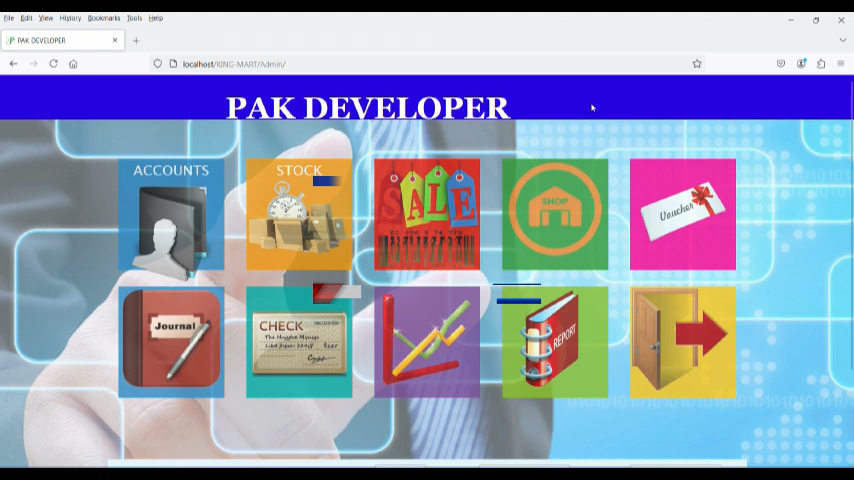 File Edit View History Bookmarks Tools Help
PAK DEVELOPER
localhost/KING-MART/Admin/
PAK DEVELOPER
ACCOUNTS
STOCK
SALE
SHOP
Voucher
Journal
CHECK
REPORT